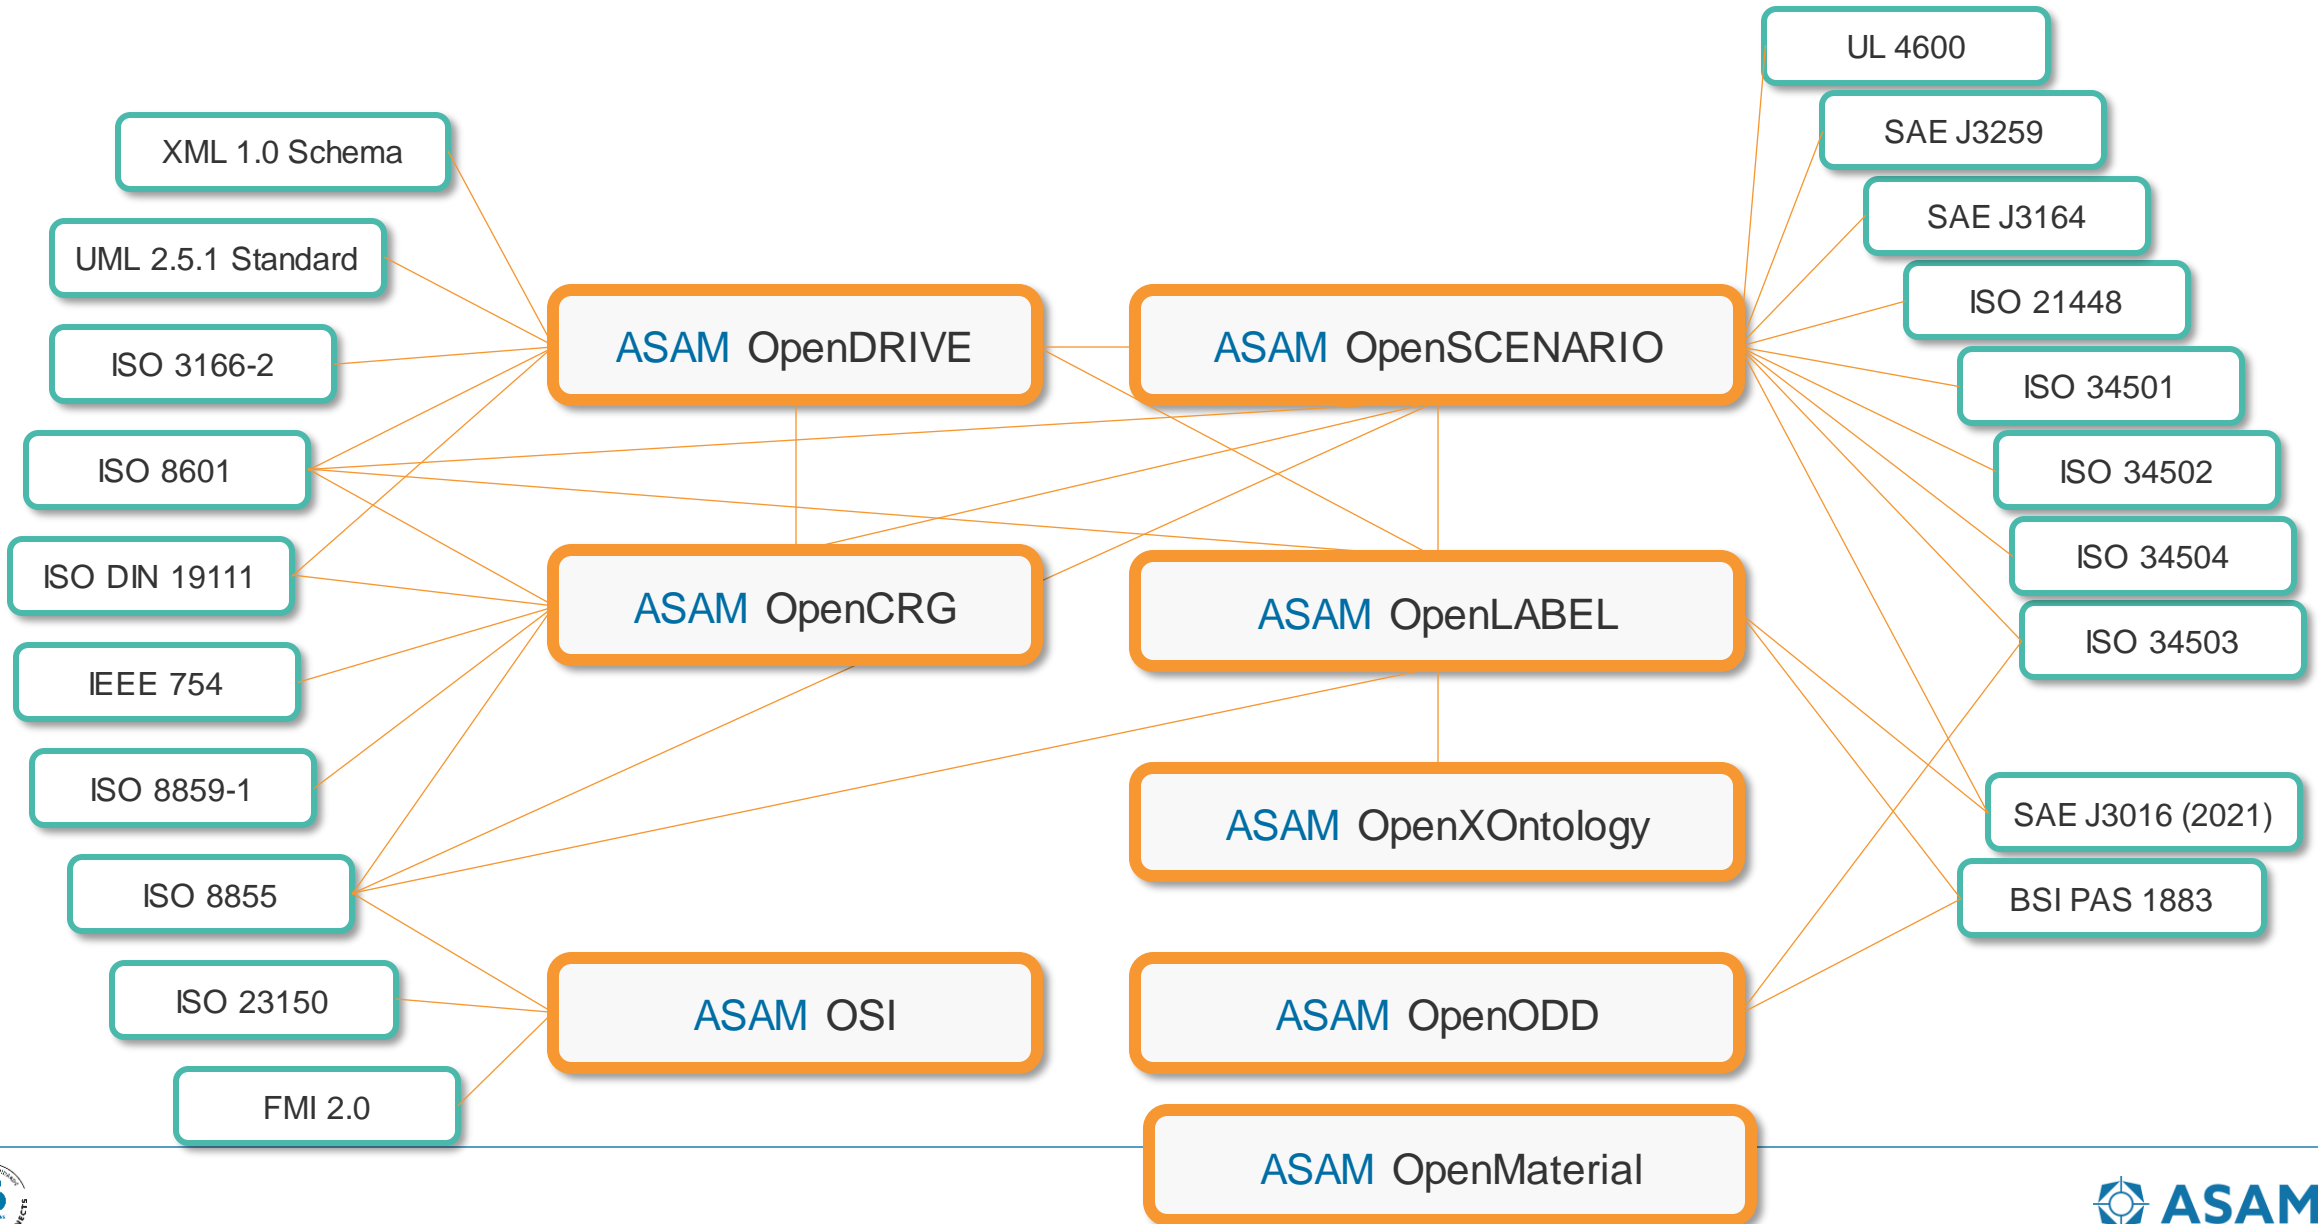 UL 4600
SAE J3259
XML 1.0 Schema
SAE J3164
UML 2.5.1 Standard
ISO 21448
ASAM OpenDRIVE
ASAM OpenSCENARIO
ISO 3166-2
ISO 34501
ISO 8601
ISO 34502
ISO DIN 19111
ISO 34504
ASAM OpenCRG
ASAM OpenLABEL
ISO 34503
IEEE 754
ISO 8859-1
ASAM OpenXOntology
SAE J3016 (2021)
ISO 8855
BSI PAS 1883
ISO 23150
ASAM OSI
ASAM OpenODD
FMI 2.0
ASAM OpenMaterial
ASAM